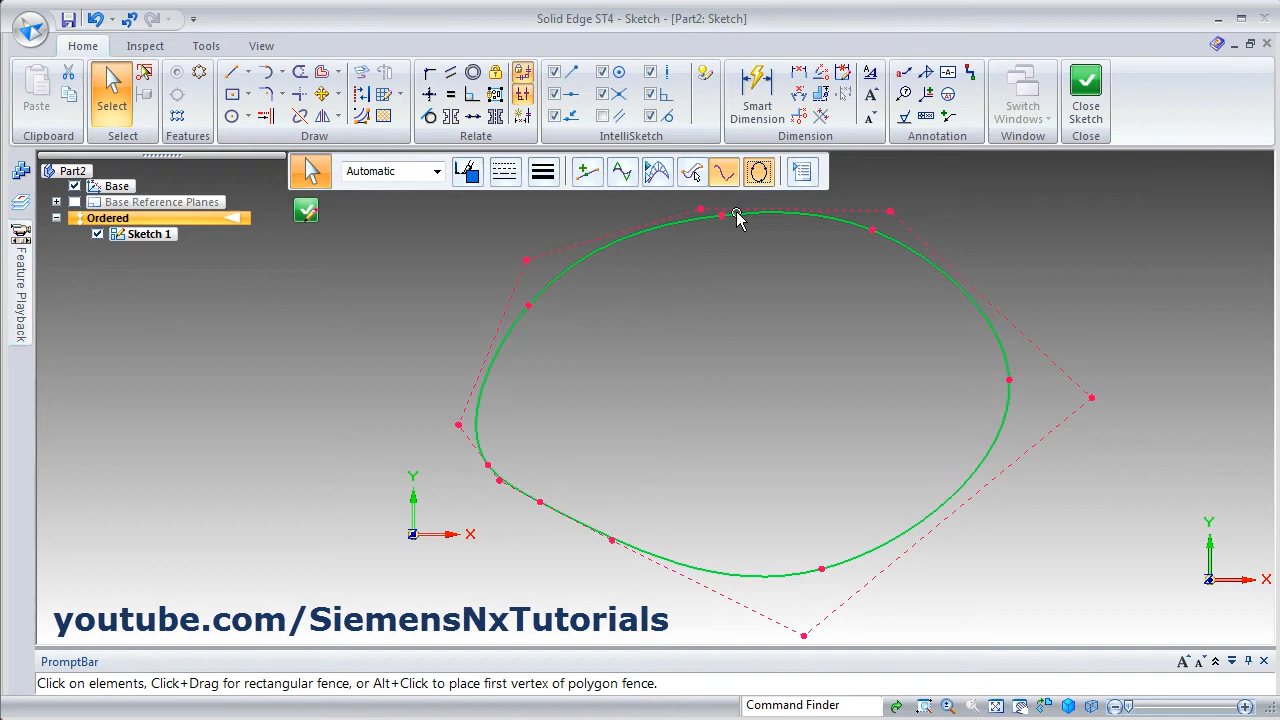 Solid Edge ST4 - Sketch - [Part2: Sketch]
Home Inspect Tools View
Paste
Select
Smart Dimension
Switch Windows
Close Sketch
Clipboard Select Features Draw Relate IntelliSketch Dimension Annotation Window Close
Automatic
Part2
Base
Base Reference Planes
Ordered
Sketch 1
Feature Playback
Y
X
Y
X
youtube.com/SiemensNxTutorials
PromptBar
Click on elements, Click+Drag for rectangular fence, or Alt+Click to place first vertex of polygon fence.
Command Finder